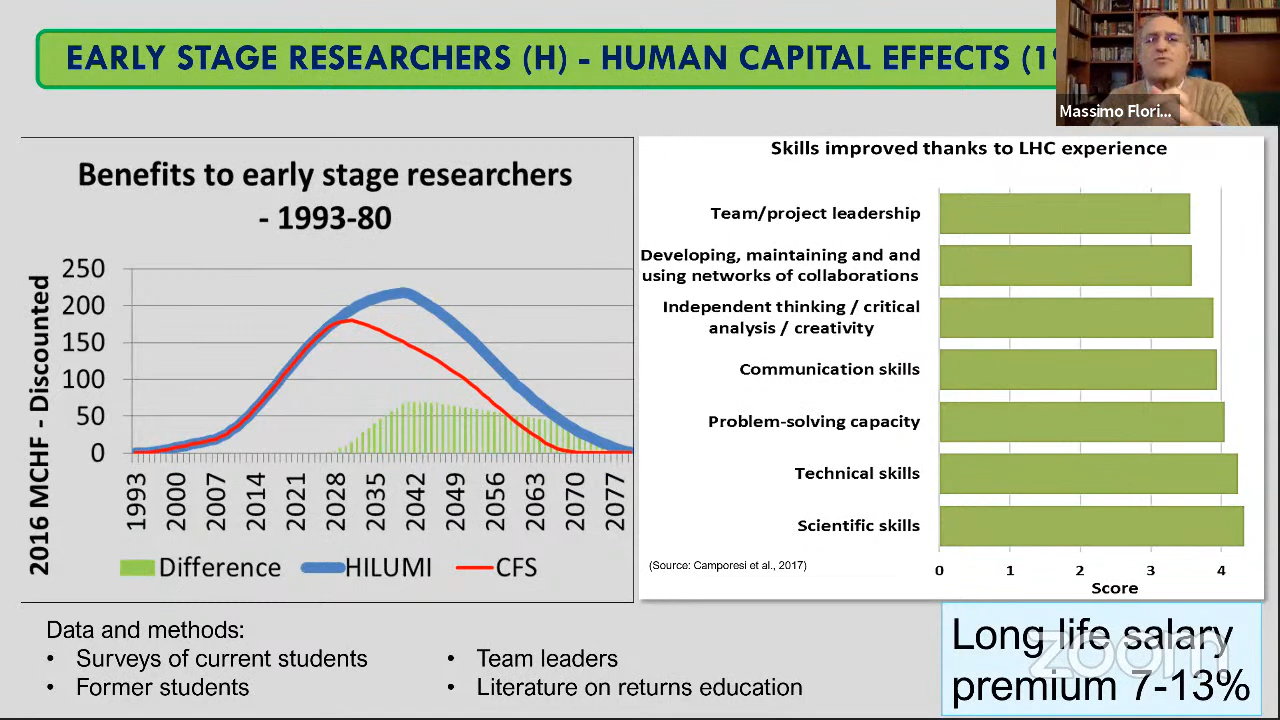 EARLY STAGE RESEARCHERS (H) - HUMAN CAPITAL EFFECTS (1
Massimo Flori...
Benefits to early stage researchers
- 1993-80
2016 MCHF - Discounted
250
200
150
100
50
0
1993
2000
2007
2014
2021
2028
2035
2042
2049
2056
2063
2070
2077
Difference
HILUMI
CFS
Skills improved thanks to LHC experience
Team/project leadership
Developing, maintaining and and
using networks of collaborations
Independent thinking / critical
analysis / creativity
Communication skills
Problem-solving capacity
Technical skills
Scientific skills
0 1 2 3 4
Score
(Source: Camporesi et al., 2017)
Data and methods:
• Surveys of current students
• Former students
• Team leaders
• Literature on returns education
Long life salary
premium 7-13%
zoom